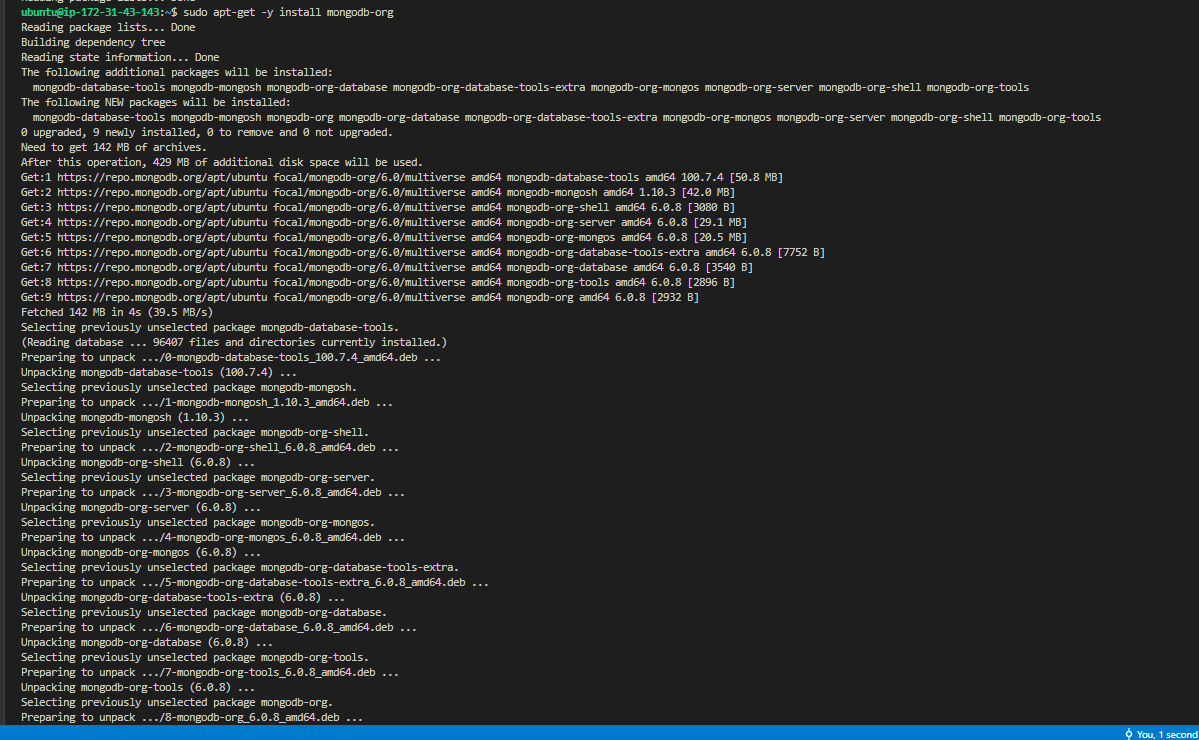 ubuntu@ip-172-31-43-143:~$ sudo apt-get -y install mongodb-org
Reading package lists... Done
Building dependency tree
Reading state information... Done
The following additional packages will be installed:
  mongodb-database-tools mongodb-mongosh mongodb-org-database mongodb-org-database-tools-extra mongodb-org-mongos mongodb-org-server mongodb-org-shell mongodb-org-tools
The following NEW packages will be installed:
  mongodb-database-tools mongodb-mongosh mongodb-org mongodb-org-database mongodb-org-database-tools-extra mongodb-org-mongos mongodb-org-server mongodb-org-shell mongodb-org-tools
0 upgraded, 9 newly installed, 0 to remove and 0 not upgraded.
Need to get 142 MB of archives.
After this operation, 429 MB of additional disk space will be used.
Get:1 https://repo.mongodb.org/apt/ubuntu focal/mongodb-org/6.0/multiverse amd64 mongodb-database-tools amd64 100.7.4 [50.8 MB]
Get:2 https://repo.mongodb.org/apt/ubuntu focal/mongodb-org/6.0/multiverse amd64 mongodb-mongosh amd64 1.10.3 [42.0 MB]
Get:3 https://repo.mongodb.org/apt/ubuntu focal/mongodb-org/6.0/multiverse amd64 mongodb-org-shell amd64 6.0.8 [3080 B]
Get:4 https://repo.mongodb.org/apt/ubuntu focal/mongodb-org/6.0/multiverse amd64 mongodb-org-server amd64 6.0.8 [29.1 MB]
Get:5 https://repo.mongodb.org/apt/ubuntu focal/mongodb-org/6.0/multiverse amd64 mongodb-org-mongos amd64 6.0.8 [20.5 MB]
Get:6 https://repo.mongodb.org/apt/ubuntu focal/mongodb-org/6.0/multiverse amd64 mongodb-org-database-tools-extra amd64 6.0.8 [7752 B]
Get:7 https://repo.mongodb.org/apt/ubuntu focal/mongodb-org/6.0/multiverse amd64 mongodb-org-database amd64 6.0.8 [3540 B]
Get:8 https://repo.mongodb.org/apt/ubuntu focal/mongodb-org/6.0/multiverse amd64 mongodb-org-tools amd64 6.0.8 [2896 B]
Get:9 https://repo.mongodb.org/apt/ubuntu focal/mongodb-org/6.0/multiverse amd64 mongodb-org amd64 6.0.8 [2932 B]
Fetched 142 MB in 4s (39.5 MB/s)
Selecting previously unselected package mongodb-database-tools.
(Reading database ... 96407 files and directories currently installed.)
Preparing to unpack .../0-mongodb-database-tools_100.7.4_amd64.deb ...
Unpacking mongodb-database-tools (100.7.4) ...
Selecting previously unselected package mongodb-mongosh.
Preparing to unpack .../1-mongodb-mongosh_1.10.3_amd64.deb ...
Unpacking mongodb-mongosh (1.10.3) ...
Selecting previously unselected package mongodb-org-shell.
Preparing to unpack .../2-mongodb-org-shell_6.0.8_amd64.deb ...
Unpacking mongodb-org-shell (6.0.8) ...
Selecting previously unselected package mongodb-org-server.
Preparing to unpack .../3-mongodb-org-server_6.0.8_amd64.deb ...
Unpacking mongodb-org-server (6.0.8) ...
Selecting previously unselected package mongodb-org-mongos.
Preparing to unpack .../4-mongodb-org-mongos_6.0.8_amd64.deb ...
Unpacking mongodb-org-mongos (6.0.8) ...
Selecting previously unselected package mongodb-org-database-tools-extra.
Preparing to unpack .../5-mongodb-org-database-tools-extra_6.0.8_amd64.deb ...
Unpacking mongodb-org-database-tools-extra (6.0.8) ...
Selecting previously unselected package mongodb-org-database.
Preparing to unpack .../6-mongodb-org-database_6.0.8_amd64.deb ...
Unpacking mongodb-org-database (6.0.8) ...
Selecting previously unselected package mongodb-org-tools.
Preparing to unpack .../7-mongodb-org-tools_6.0.8_amd64.deb ...
Unpacking mongodb-org-tools (6.0.8) ...
Selecting previously unselected package mongodb-org.
Preparing to unpack .../8-mongodb-org_6.0.8_amd64.deb ...
You, 1 second